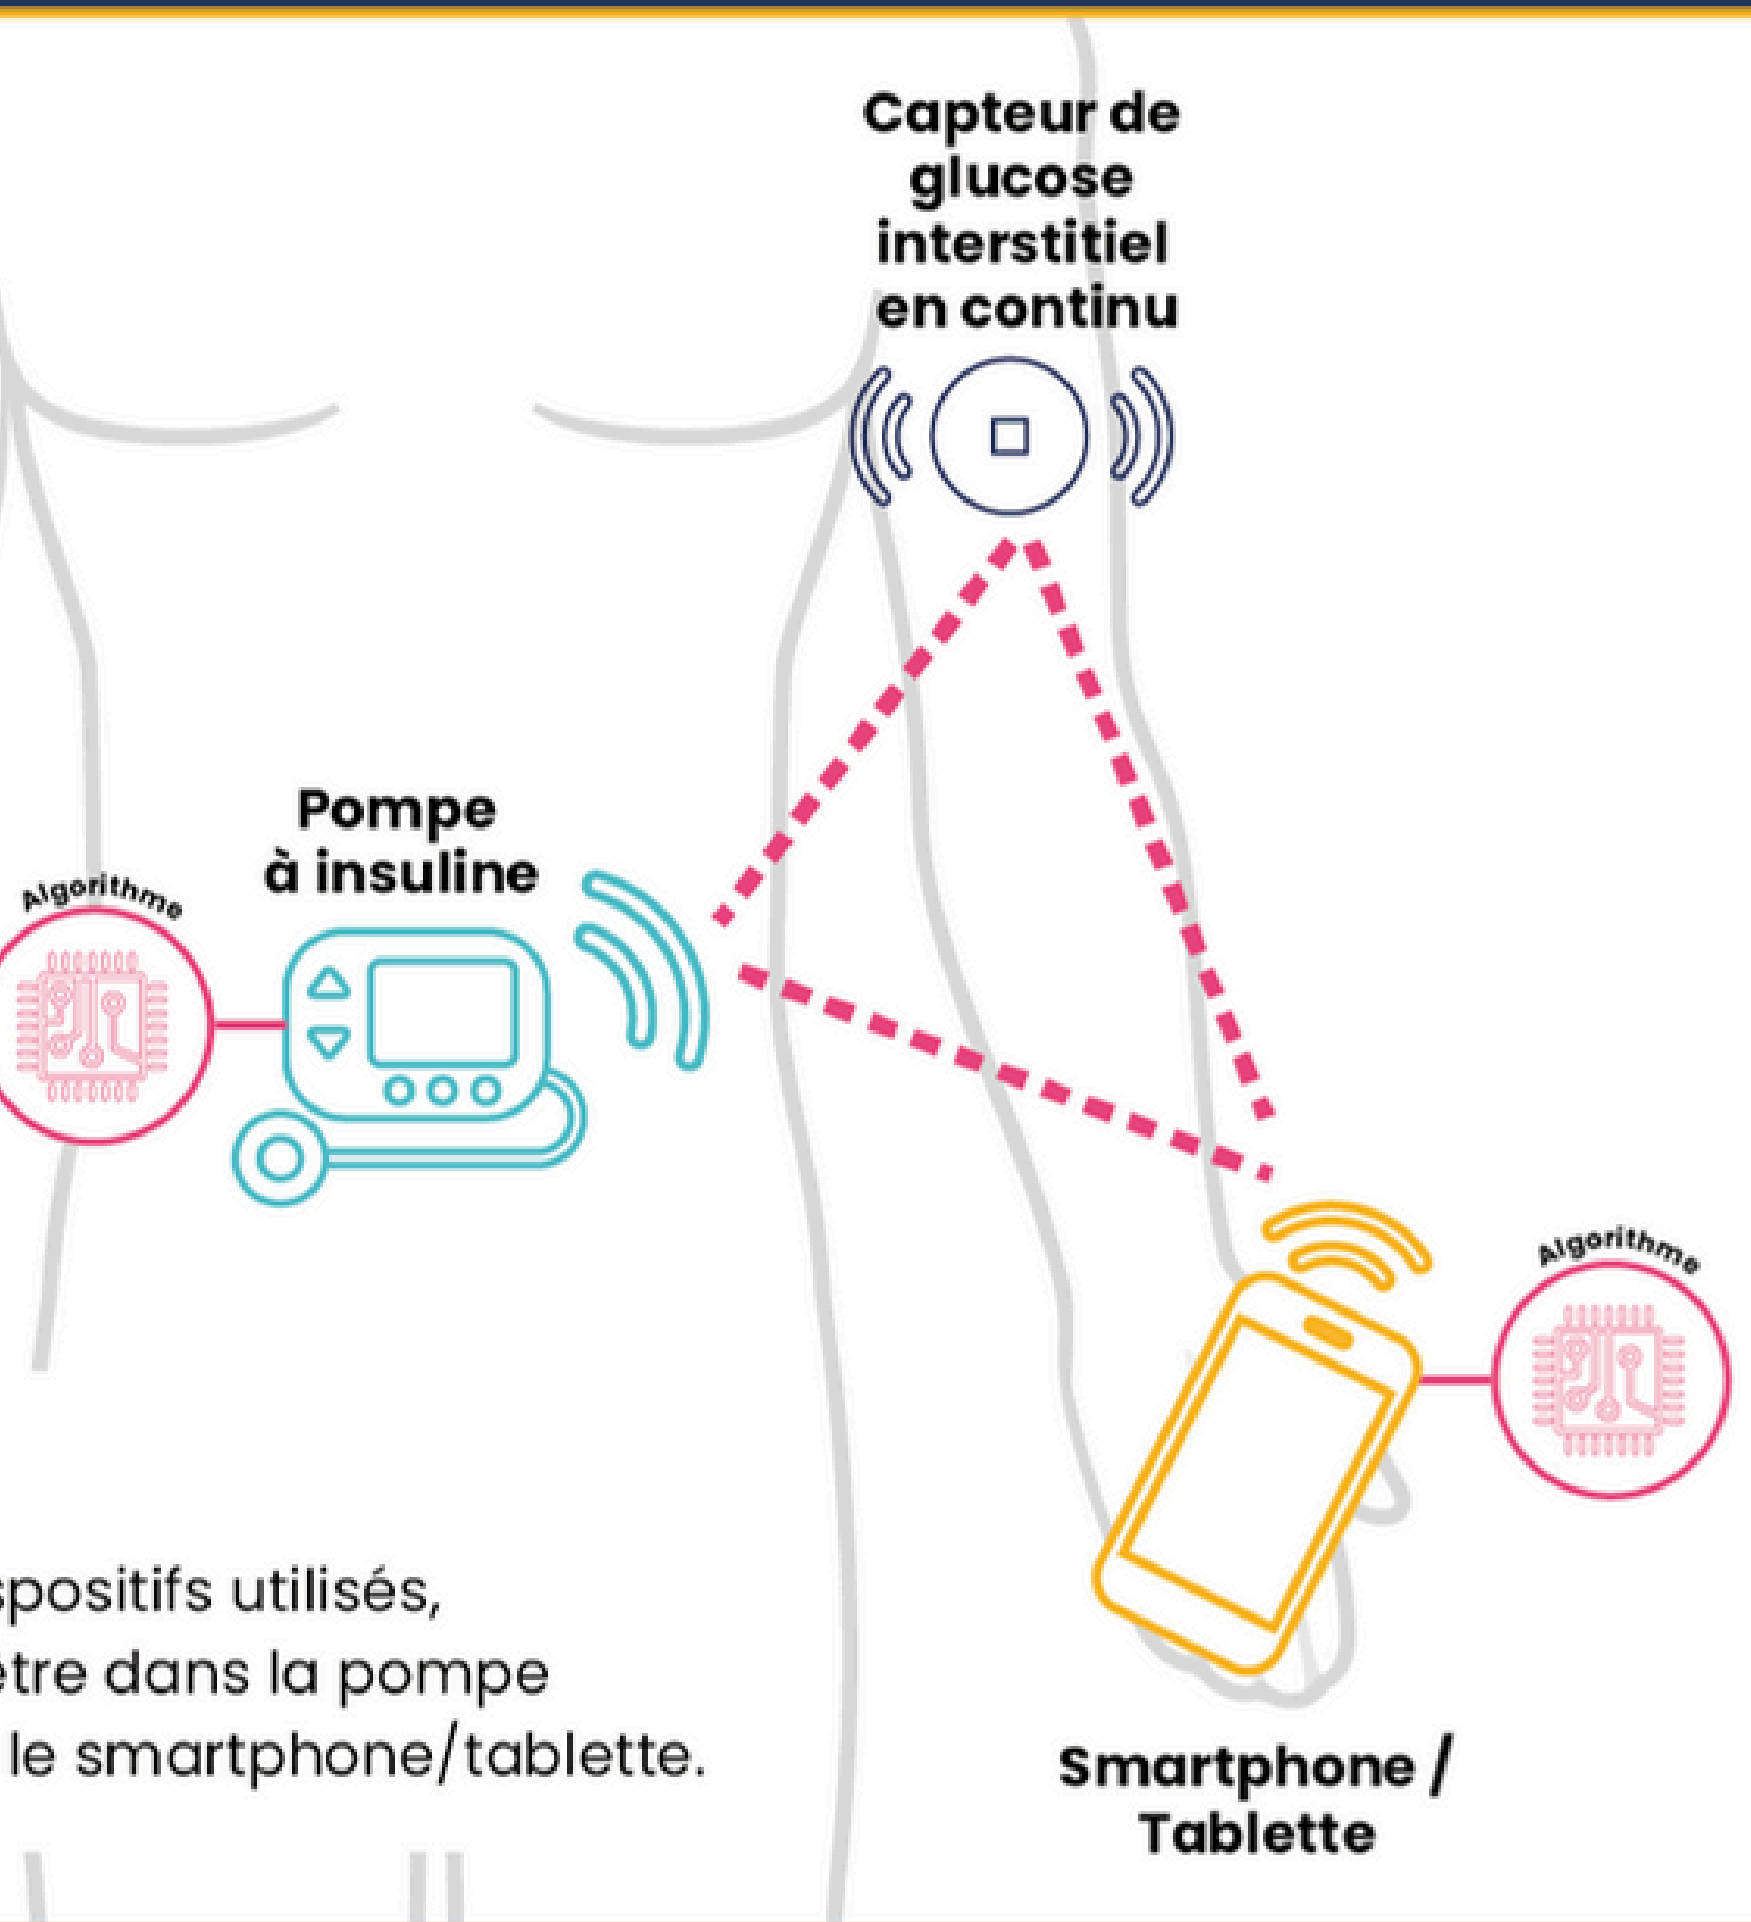 Capteur de
glucose
interstitiel
en continu
Pompe
à insuline
Algorithme
Algorithme
spositifs utilisés,
être dans la pompe
le smartphone/tablette.
Smartphone /
Tablette